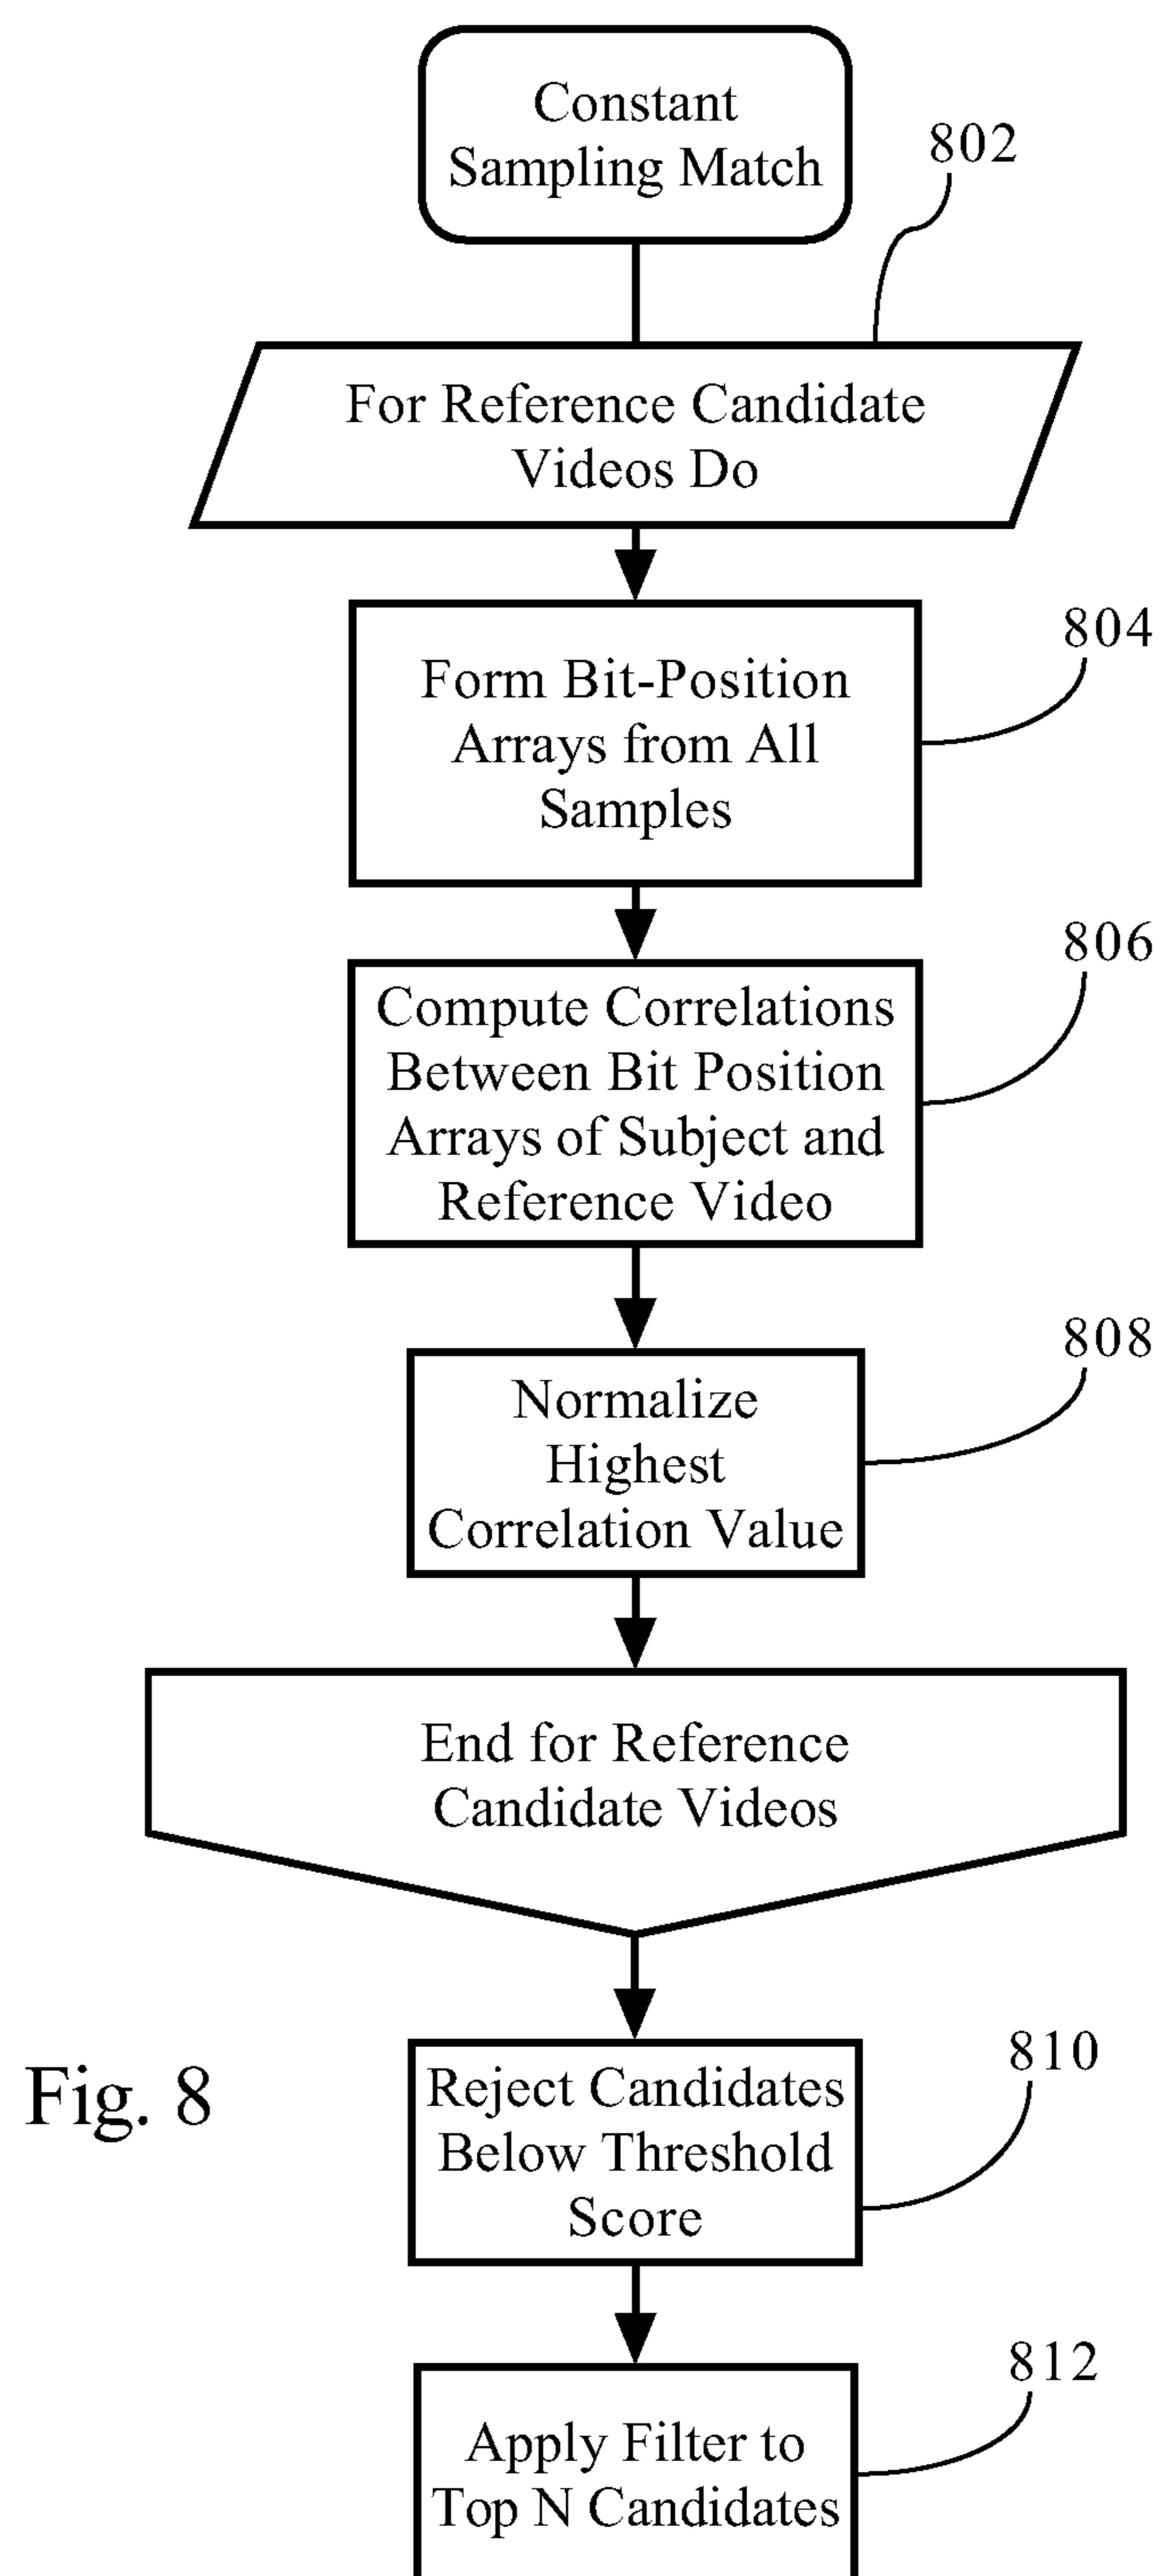 Constant
Sampling Match
802
For Reference Candidate
Videos Do
804
Form Bit-Position
Arrays from All
Samples
806
Compute Correlations
Between Bit Position
Arrays of Subject and
Reference Video
808
Normalize
Highest
Correlation Value
End for Reference
Candidate Videos
810
Reject Candidates
Below Threshold
Score
Fig. 8
812
Apply Filter to
Top N Candidates